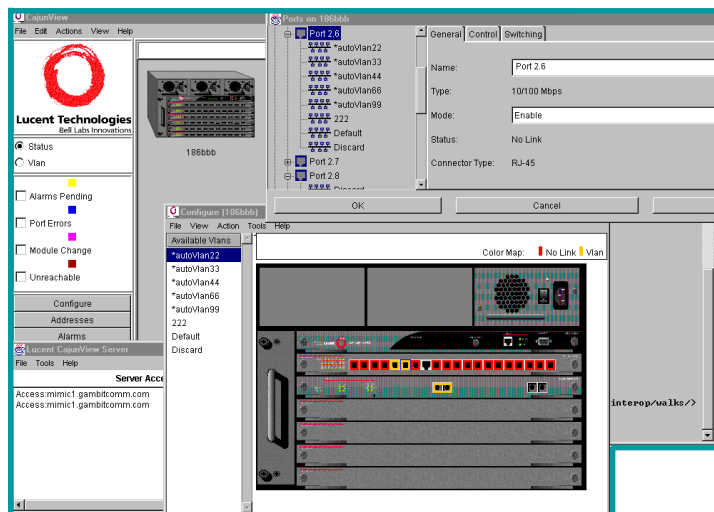 CajunView
File Edit Actions View Help
Lucent Technologies
Bell Labs Innovations
Status
Vlan
Alarms Pending
Port Errors
Module Change
Unreachable
Configure
Addresses
Alarms
186bbb
Ports on 186bbb
Port 2.6
*autoVlan22
*autoVlan33
*autoVlan44
*autoVlan66
*autoVlan99
222
Default
Discard
Port 2.7
Port 2.8
General Control Switching
Name: Port 2.6
Type: 10/100 Mbps
Mode: Enable
Status: No Link
Connector Type: RJ-45
OK Cancel
Configure (186bbb)
File View Action Tools Help
Available Vlans
*autoVlan22
*autoVlan33
*autoVlan44
*autoVlan66
*autoVlan99
222
Default
Discard
Color Map: No Link Vlan
Lucent CajunView Server
File Tools Help
Server Acce
Access:mimic1.gambitcomm.com
Access:mimic1.gambitcomm.com
interop/walks/>